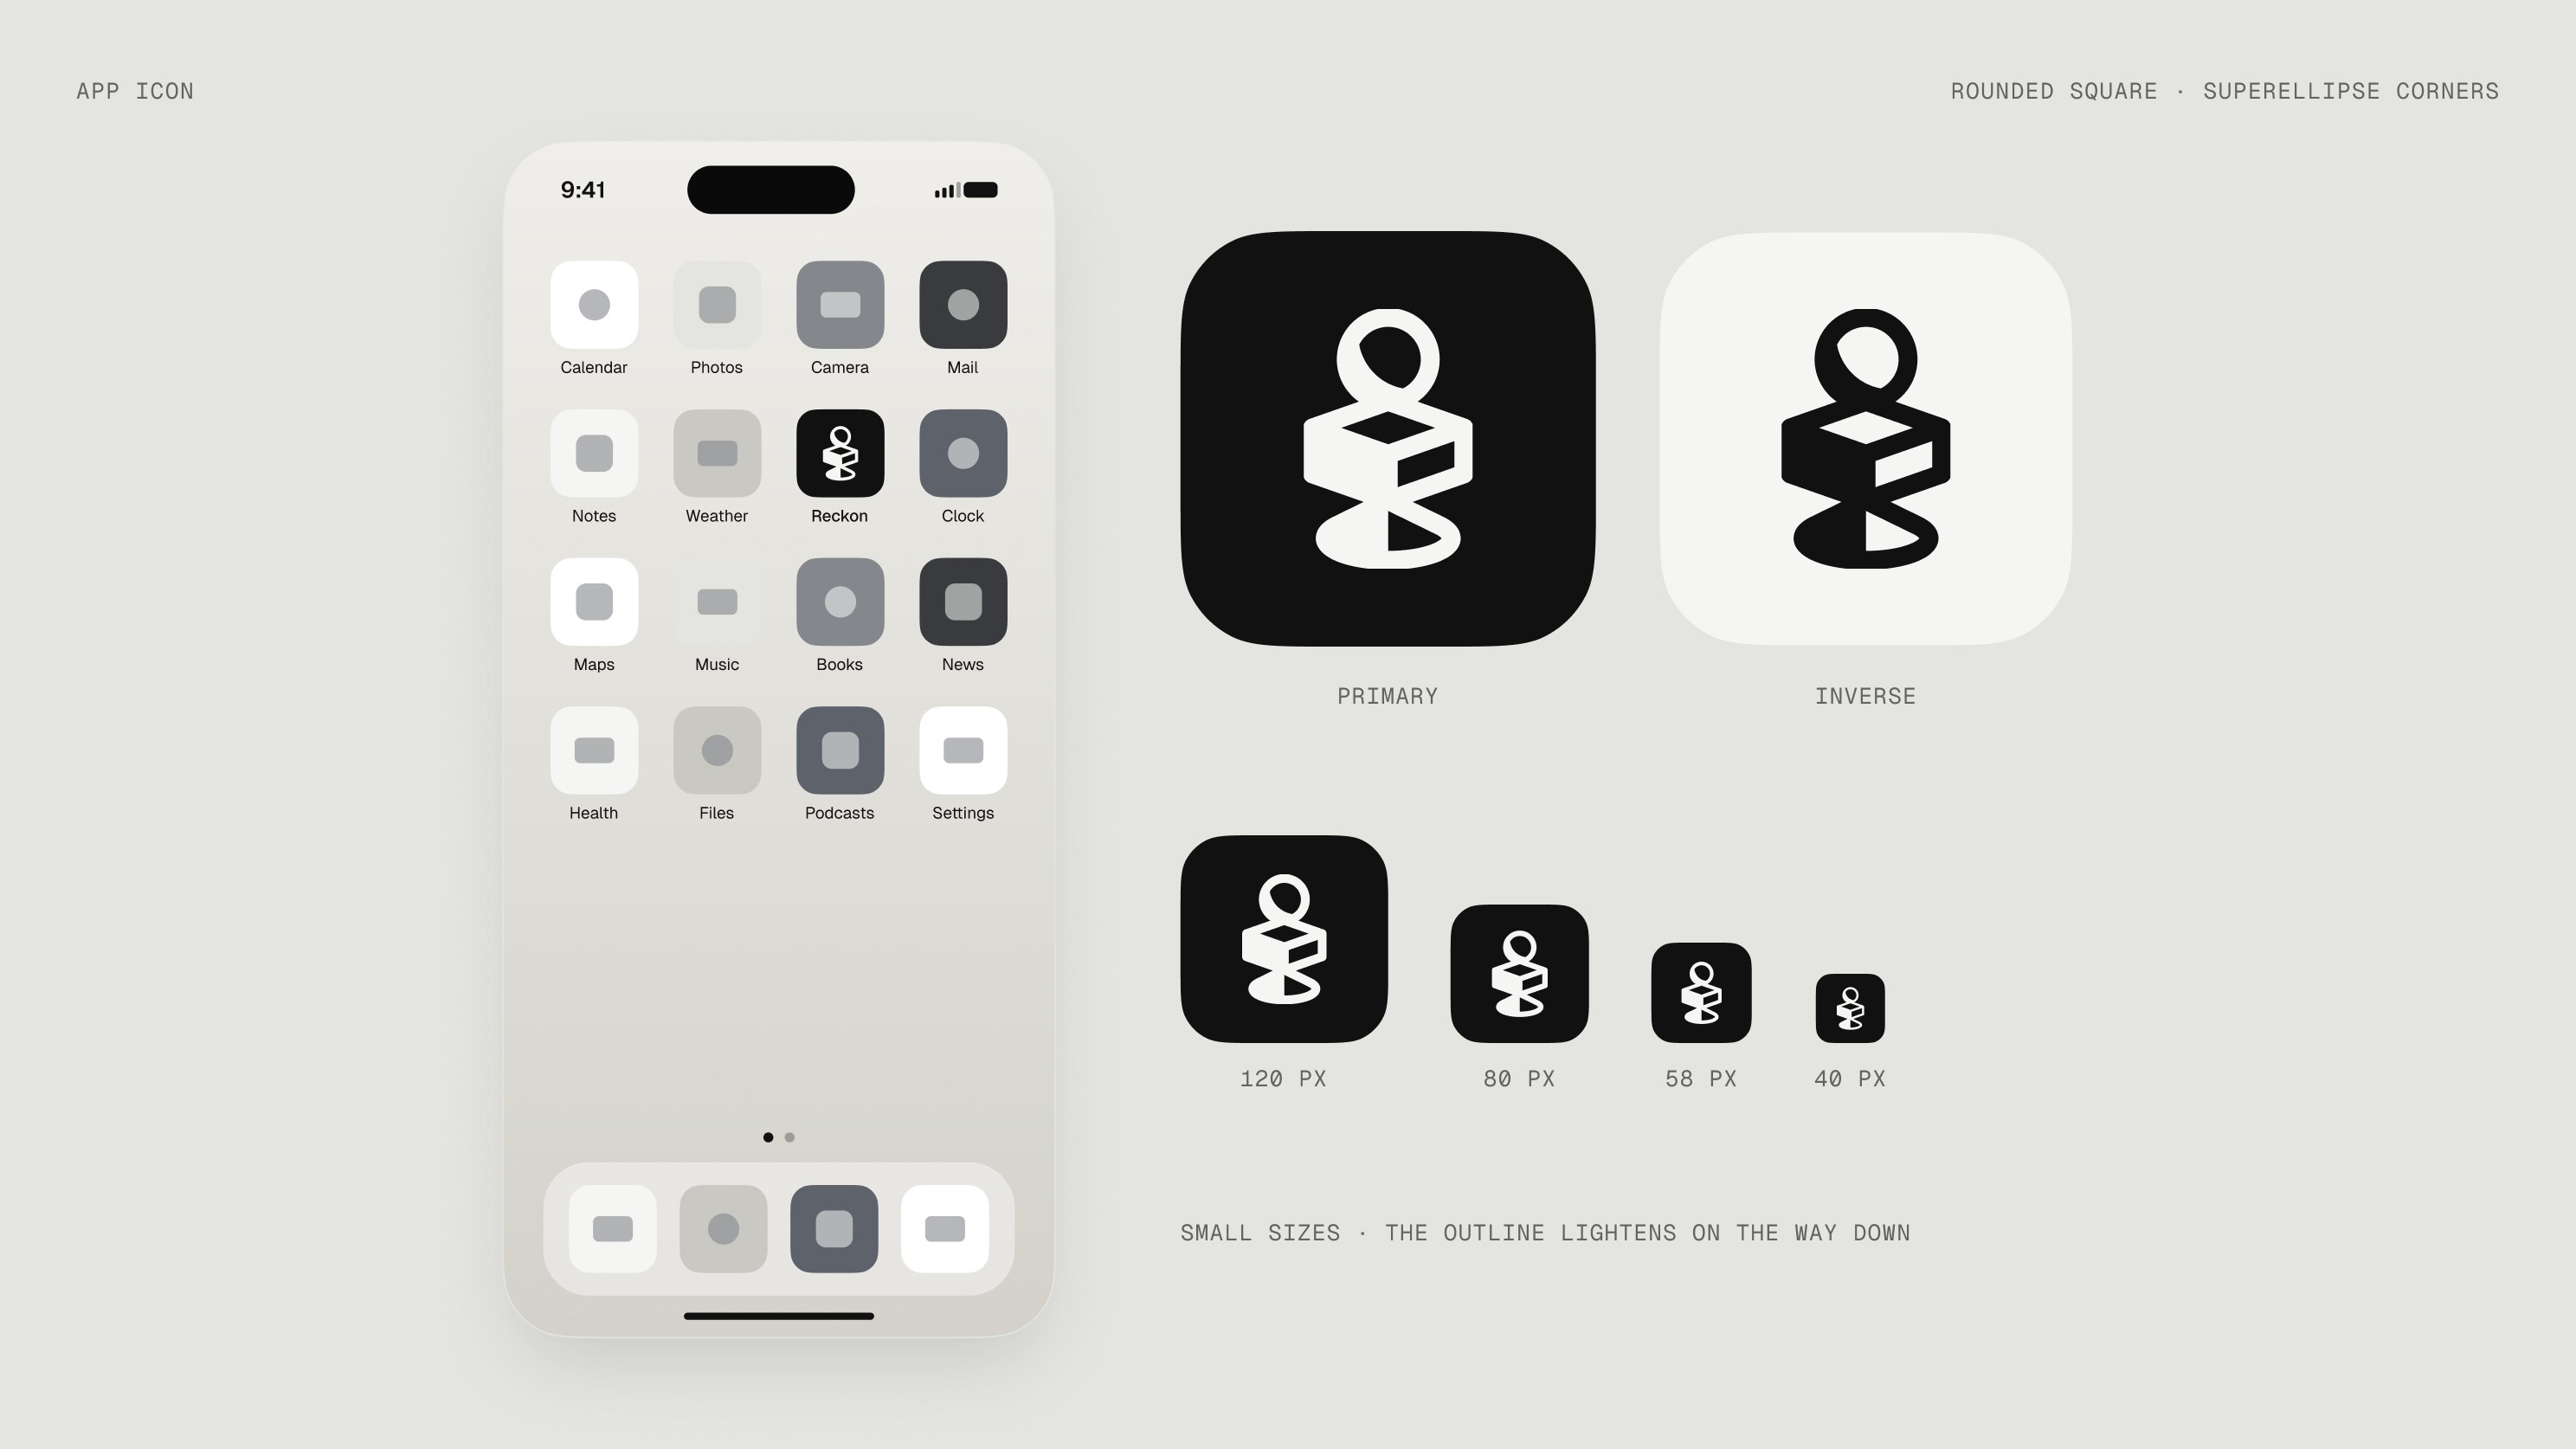 APP ICON
ROUNDED SQUARE · SUPERELLIPSE CORNERS
9:41
Calendar
Photos
Camera
Mail
Notes
Weather
Reckon
Clock
Maps
Music
Books
News
Health
Files
Podcasts
Settings
PRIMARY
INVERSE
120 PX
80 PX
58 PX
40 PX
SMALL SIZES · THE OUTLINE LIGHTENS ON THE WAY DOWN